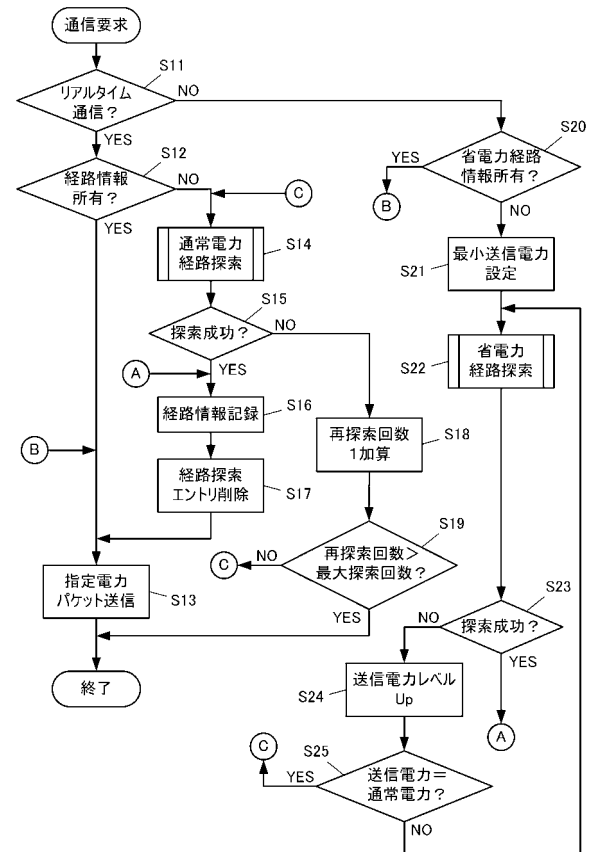 通信要求
S11
リアルタイム
通信？
NO
YES
S12
経路情報
所有？
NO
YES
C
S20
省電力経路
情報所有？
YES
B
NO
通常電力
経路探索
S14
最小送信電力
設定
S21
S15
探索成功？
NO
YES
A
省電力
経路探索
S22
経路情報記録
S16
再探索回数
1加算
S18
B
経路探索
エントリ削除
S17
S19
再探索回数＞
最大探索回数？
NO
C
YES
指定電力
パケット送信
S13
S23
探索成功？
NO
YES
終了
送信電力レベル
Up
S24
A
C
S25
送信電力＝
通常電力？
YES
NO